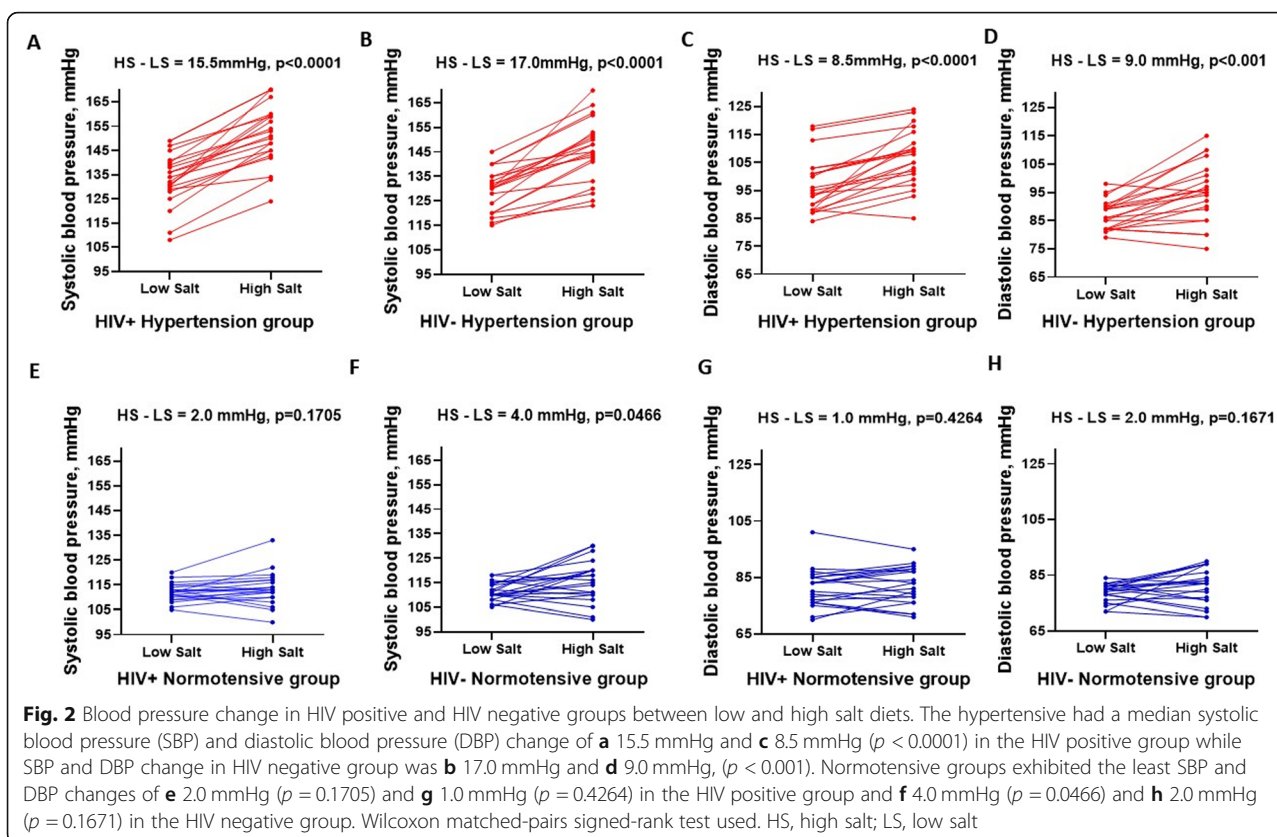 A
HS - LS = 15.5mmHg, p<0.0001
Systolic blood pressure, mmHg
165
155
145
135
125
115
105
95
Low Salt High Salt
HIV+ Hypertension group
B
HS - LS = 17.0mmHg, p<0.0001
Systolic blood pressure, mmHg
165
155
145
135
125
115
105
95
Low Salt High Salt
HIV- Hypertension group
C
HS - LS = 8.5mmHg, p<0.0001
Diastolic blood pressure, mmHg
125
115
105
95
85
75
65
Low Salt High Salt
HIV+ Hypertension group
D
HS - LS = 9.0 mmHg, p<0.001
Diastolic blood pressure, mmHg
125
115
105
95
85
75
65
Low Salt High Salt
HIV- Hypertension group
E
HS - LS = 2.0 mmHg, p=0.1705
Systolic blood pressure, mmHg
165
155
145
135
125
115
105
95
Low Salt High Salt
HIV+ Normotensive group
F
HS - LS = 4.0 mmHg, p=0.0466
Systolic blood pressure, mmHg
165
155
145
135
125
115
105
95
Low Salt High Salt
HIV- Normotensive group
G
HS - LS = 1.0 mmHg, p=0.4264
Diastolic blood pressure, mmHg
125
105
85
65
Low Salt High Salt
HIV+ Normotensive group
H
HS - LS = 2.0 mmHg, p=0.1671
Diastolic blood pressure, mmHg
125
105
85
65
Low Salt High Salt
HIV- Normotensive group
Fig. 2 Blood pressure change in HIV positive and HIV negative groups between low and high salt diets. The hypertensive had a median systolic
blood pressure (SBP) and diastolic blood pressure (DBP) change of a 15.5 mmHg and c 8.5 mmHg (p < 0.0001) in the HIV positive group while
SBP and DBP change in HIV negative group was b 17.0 mmHg and d 9.0 mmHg, (p < 0.001). Normotensive groups exhibited the least SBP and
DBP changes of e 2.0 mmHg (p = 0.1705) and g 1.0 mmHg (p = 0.4264) in the HIV positive group and f 4.0 mmHg (p = 0.0466) and h 2.0 mmHg
(p = 0.1671) in the HIV negative group. Wilcoxon matched-pairs signed-rank test used. HS, high salt; LS, low salt